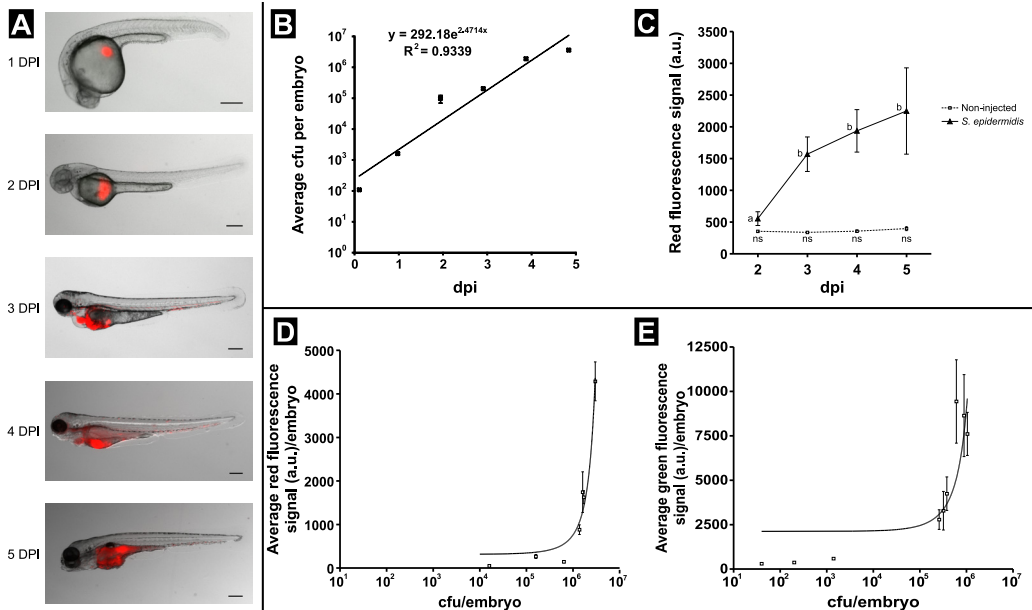 A
1 DPI
2 DPI
3 DPI
4 DPI
5 DPI
B
y = 292.18e^2.4714x
R² = 0.9339
Average cfu per embryo
10^7
10^6
10^5
10^4
10^3
10^2
10^1
10^0
0 1 2 3 4 5
dpi
C
Red fluorescence signal (a.u.)
3500
3000
2500
2000
1500
1000
500
0
a
b
b
b
ns ns ns ns
2 3 4 5
dpi
Non-injected
S. epidermidis
D
Average red fluorescence
signal (a.u.)/embryo
5000
4000
3000
2000
1000
0
10^1 10^2 10^3 10^4 10^5 10^6 10^7
cfu/embryo
E
Average green fluorescence
signal (a.u.)/embryo
12500
10000
7500
5000
2500
0
10^1 10^2 10^3 10^4 10^5 10^6 10^7
cfu/embryo